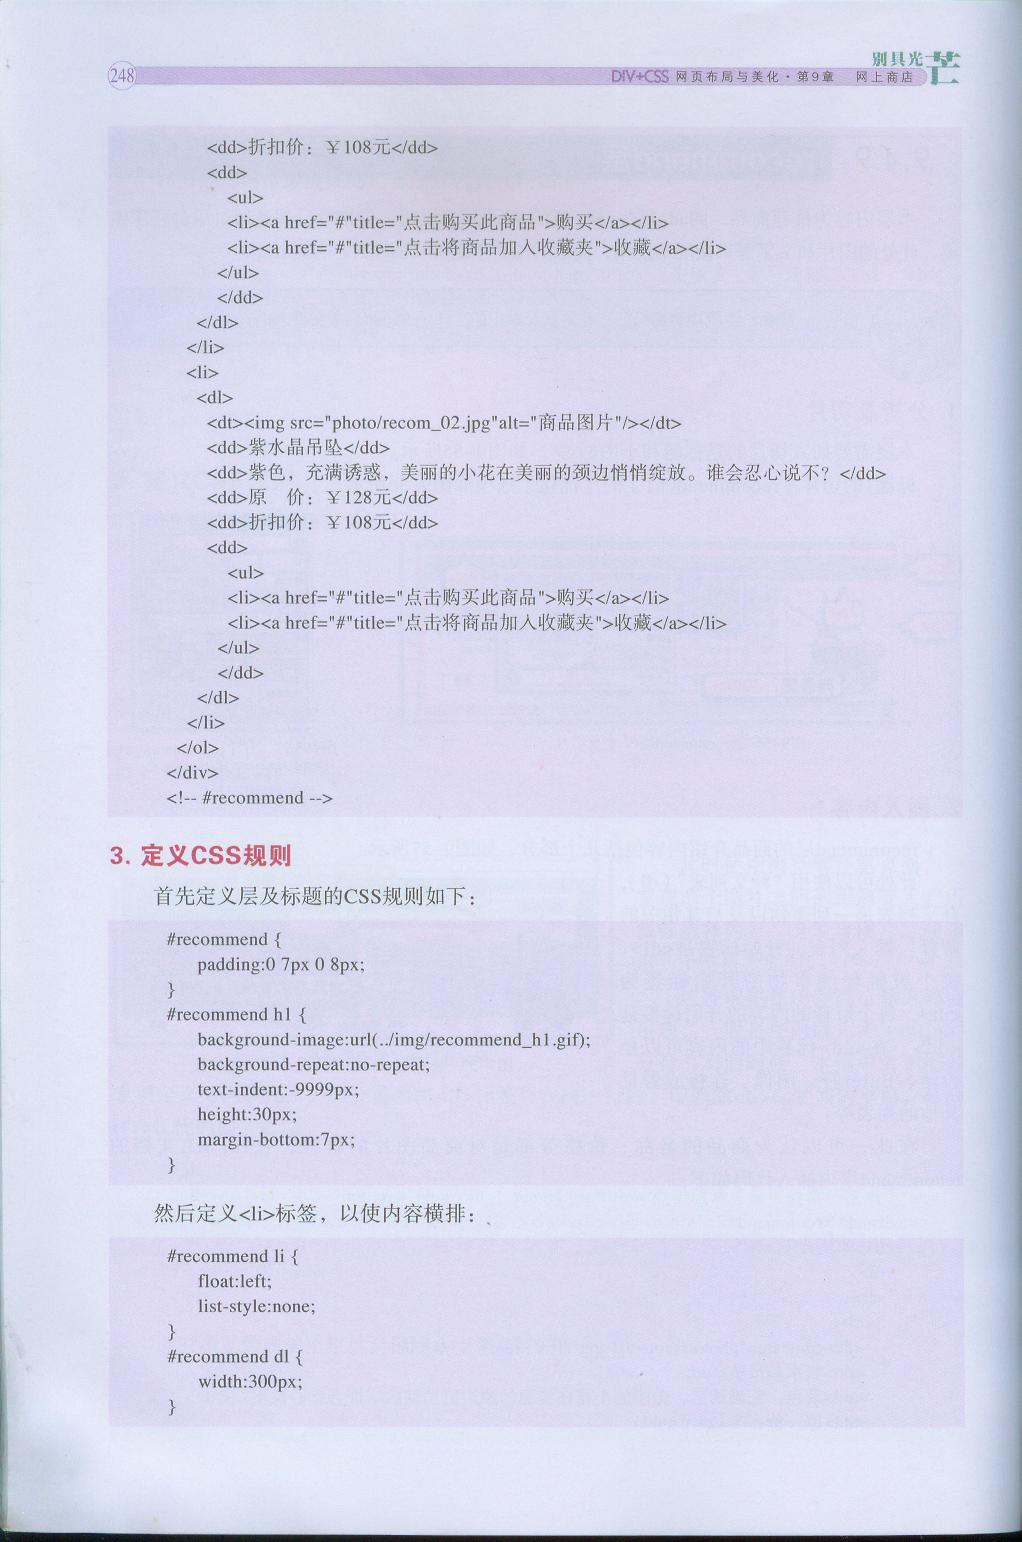 248
别具光芒
DIV+CSS 网页布局与美化·第9章 网上商店
<dd>折扣价：￥108元</dd>
<dd>
<ul>
<li><a href="#"title="点击购买此商品">购买</a></li>
<li><a href="#"title="点击将商品加入收藏夹">收藏</a></li>
</ul>
</dd>
</dl>
</li>
<li>
<dl>
<dt><img src="photo/recom_02.jpg"alt="商品图片"/></dt>
<dd>紫水晶吊坠</dd>
<dd>紫色，充满诱惑，美丽的小花在美丽的颈边悄悄绽放。谁会忍心说不？</dd>
<dd>原　价：￥128元</dd>
<dd>折扣价：￥108元</dd>
<dd>
<ul>
<li><a href="#"title="点击购买此商品">购买</a></li>
<li><a href="#"title="点击将商品加入收藏夹">收藏</a></li>
</ul>
</dd>
</dl>
</li>
</ol>
</div>
<!-- #recommend -->
3. 定义CSS规则
首先定义层及标题的CSS规则如下：
#recommend {
padding:0 7px 0 8px;
}
#recommend h1 {
background-image:url(../img/recommend_h1.gif);
background-repeat:no-repeat;
text-indent:-9999px;
height:30px;
margin-bottom:7px;
}
然后定义<li>标签，以使内容横排：
#recommend li {
float:left;
list-style:none;
}
#recommend dl {
width:300px;
}